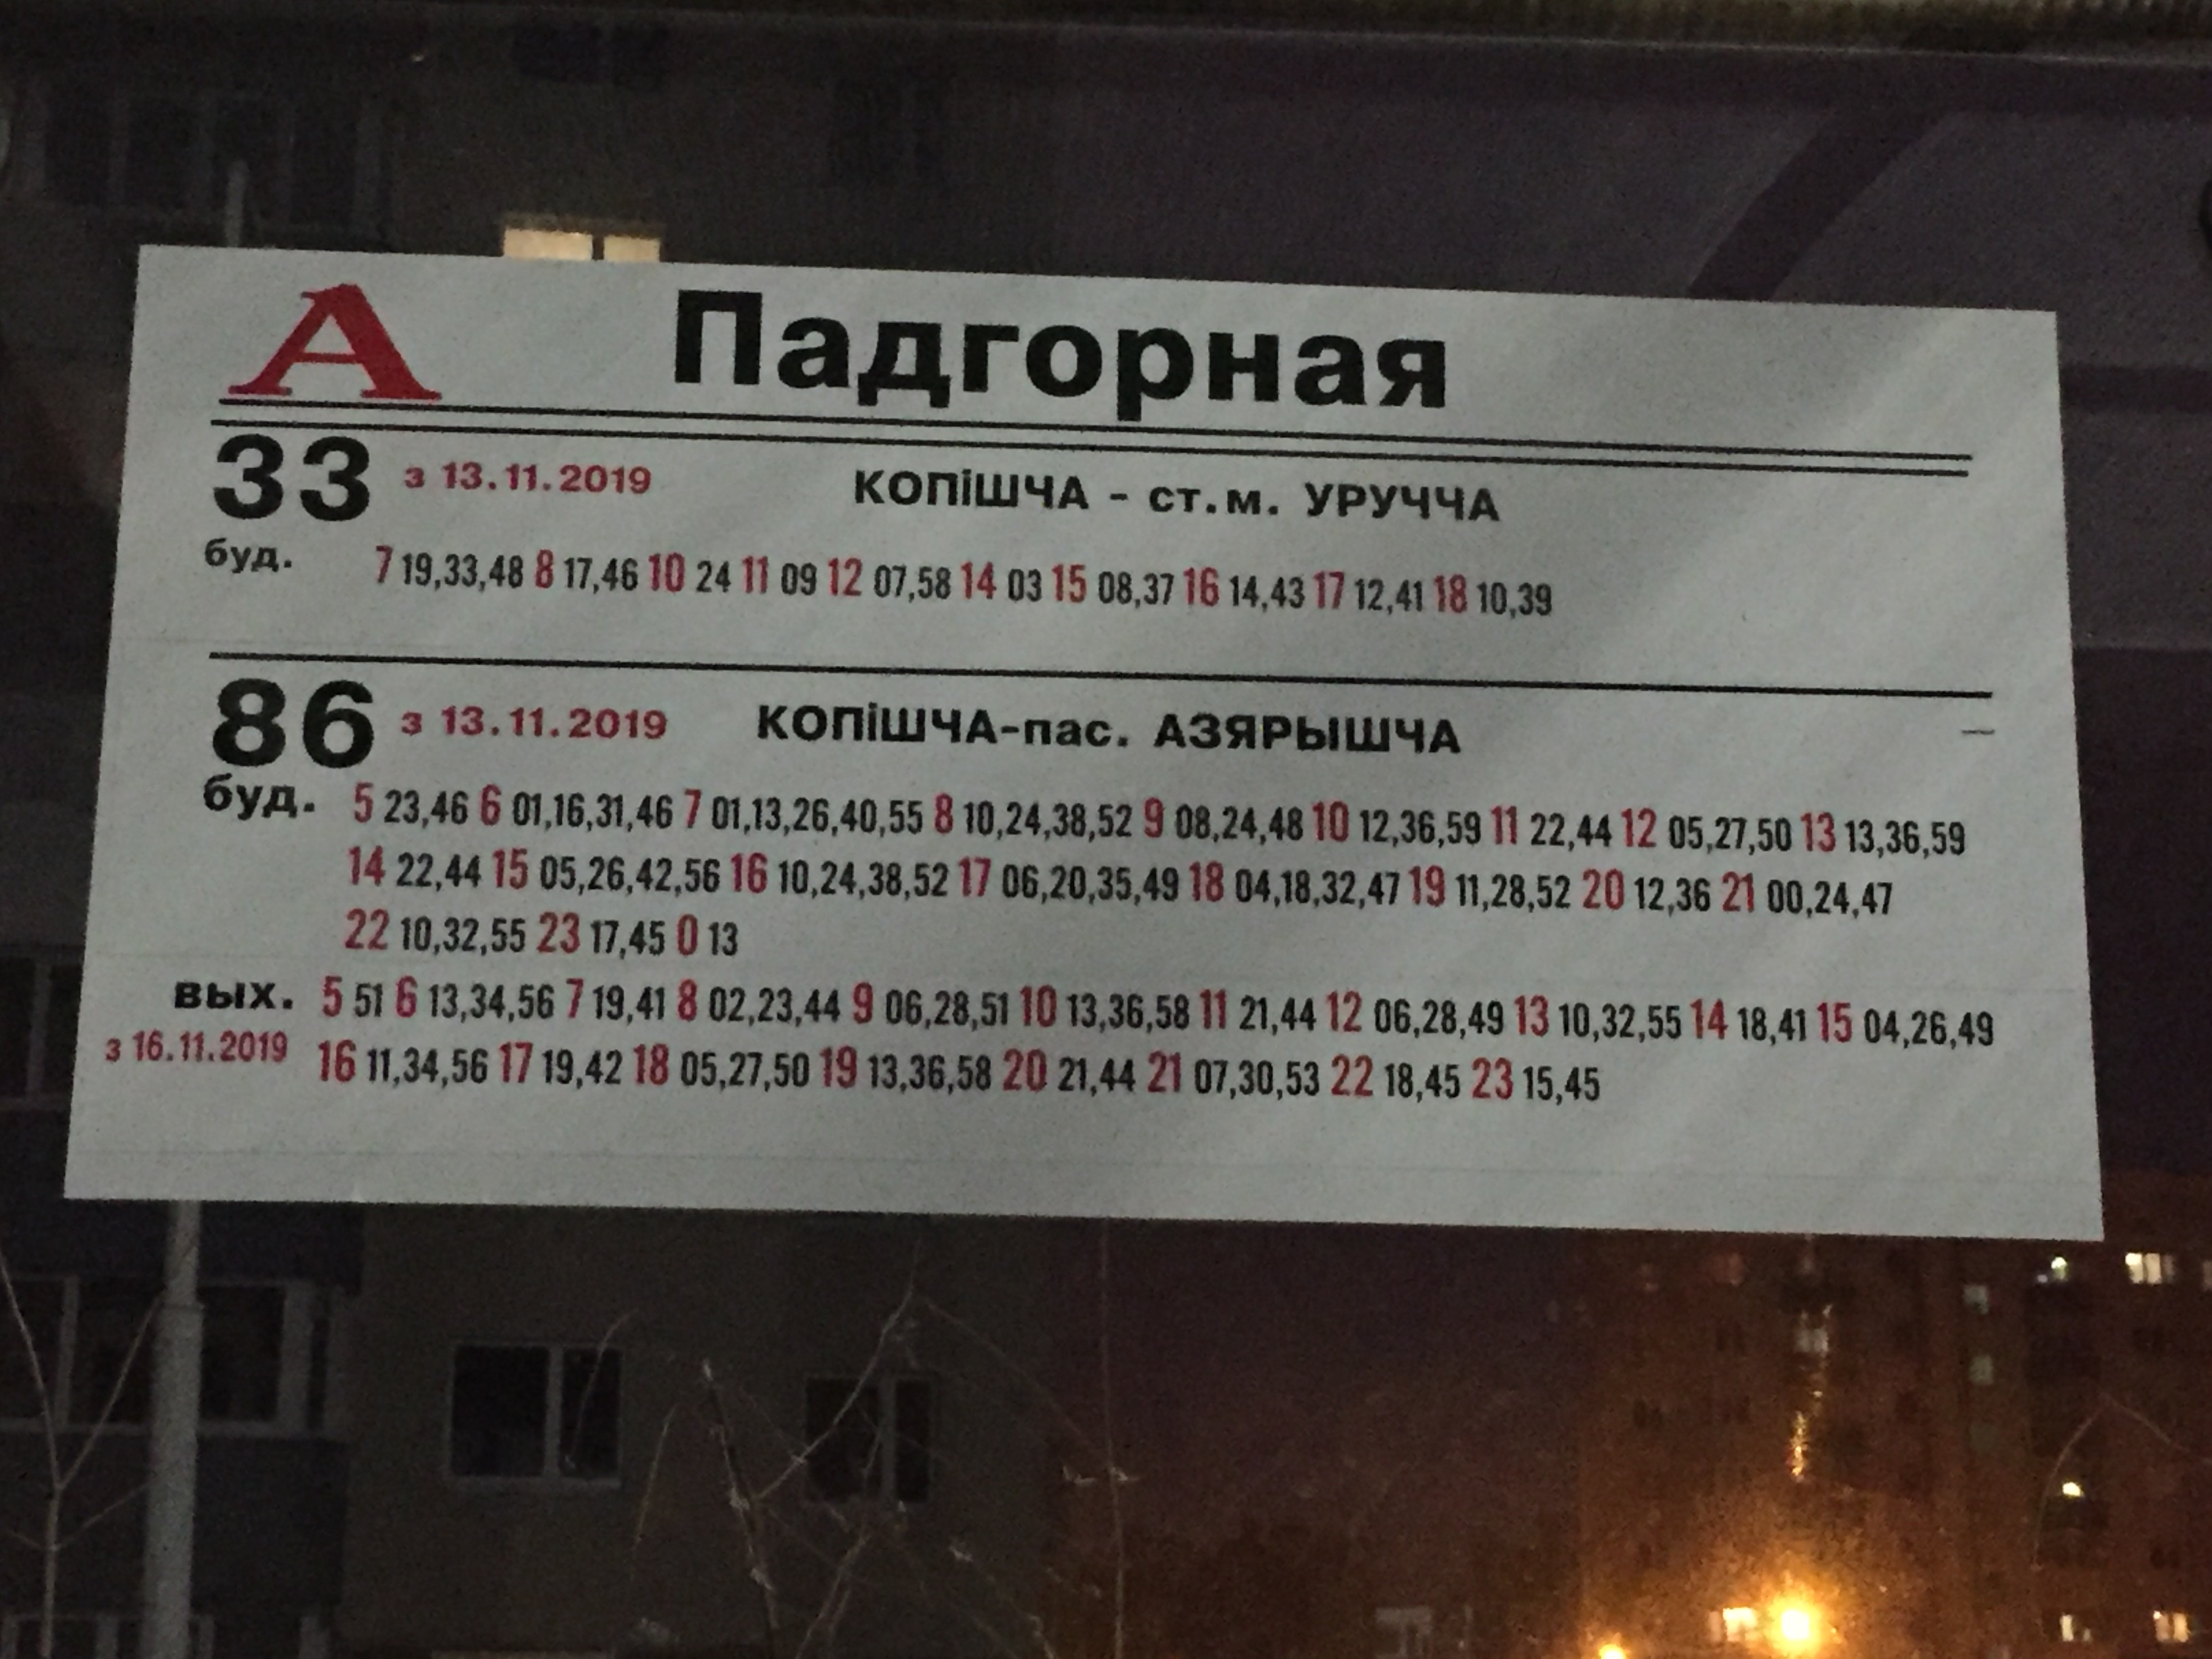 А Падгорная
33 з 13.11.2019 КОПіШЧА - ст.м. УРУЧЧА
буд. 7 19,33,48 8 17,46 10 24 11 09 12 07,58 14 03 15 08,37 16 14,43 17 12,41 18 10,39
86 з 13.11.2019 КОПіШЧА-пас. АЗЯРЫШЧА
буд. 5 23,46 6 01,16,31,46 7 01,13,26,40,55 8 10,24,38,52 9 08,24,48 10 12,36,59 11 22,44 12 05,27,50 13 13,36,59
14 22,44 15 05,26,42,56 16 10,24,38,52 17 06,20,35,49 18 04,18,32,47 19 11,28,52 20 12,36 21 00,24,47
22 10,32,55 23 17,45 0 13
вых. 5 51 6 13,34,56 7 19,41 8 02,23,44 9 06,28,51 10 13,36,58 11 21,44 12 06,28,49 13 10,32,55 14 18,41 15 04,26,49
з 16.11.2019 16 11,34,56 17 19,42 18 05,27,50 19 13,36,58 20 21,44 21 07,30,53 22 18,45 23 15,45